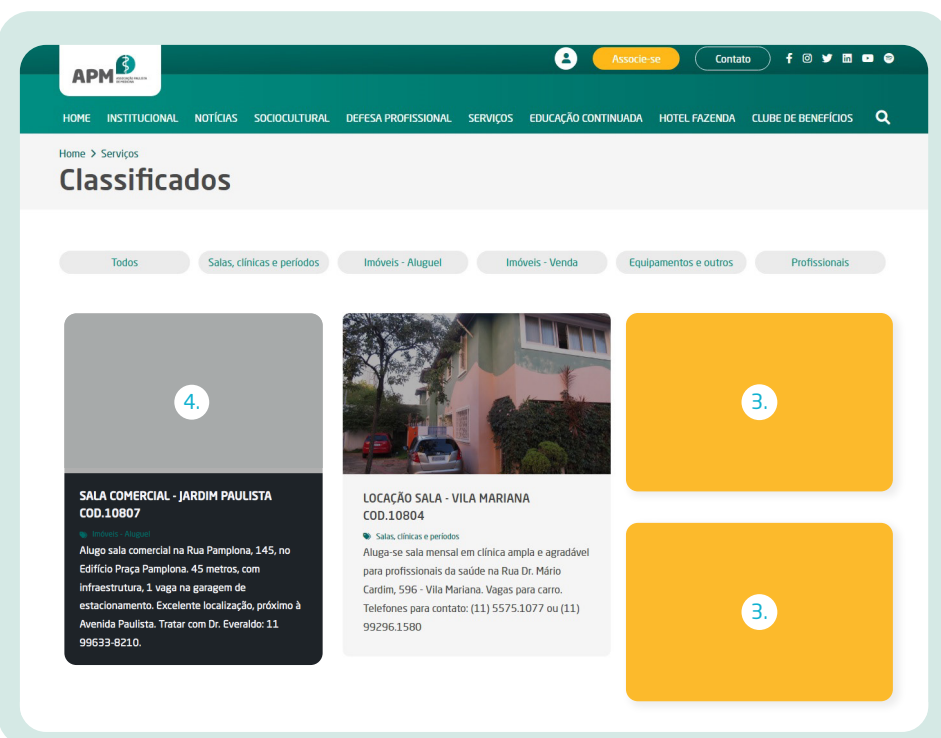 APM
ASSOCIAÇÃO PAULISTA
DE MEDICINA
Associe-se
Contato
HOME INSTITUCIONAL NOTÍCIAS SOCIOCULTURAL DEFESA PROFISSIONAL SERVIÇOS EDUCAÇÃO CONTINUADA HOTEL FAZENDA CLUBE DE BENEFÍCIOS
Home > Serviços
Classificados
Todos
Salas, clínicas e períodos
Imóveis - Aluguel
Imóveis - Venda
Equipamentos e outros
Profissionais
4.
SALA COMERCIAL - JARDIM PAULISTA
COD.10807
Imóveis - Aluguel
Alugo sala comercial na Rua Pamplona, 145, no
Edifício Praça Pamplona. 45 metros, com
infraestrutura, 1 vaga na garagem de
estacionamento. Excelente localização, próximo à
Avenida Paulista. Tratar com Dr. Everaldo: 11
99633-8210.
LOCAÇÃO SALA - VILA MARIANA
COD.10804
Salas, clínicas e períodos
Aluga-se sala mensal em clínica ampla e agradável
para profissionais da saúde na Rua Dr. Mário
Cardim, 596 - Vila Mariana. Vagas para carro.
Telefones para contato: (11) 5575.1077 ou (11)
99296.1580
3.
3.